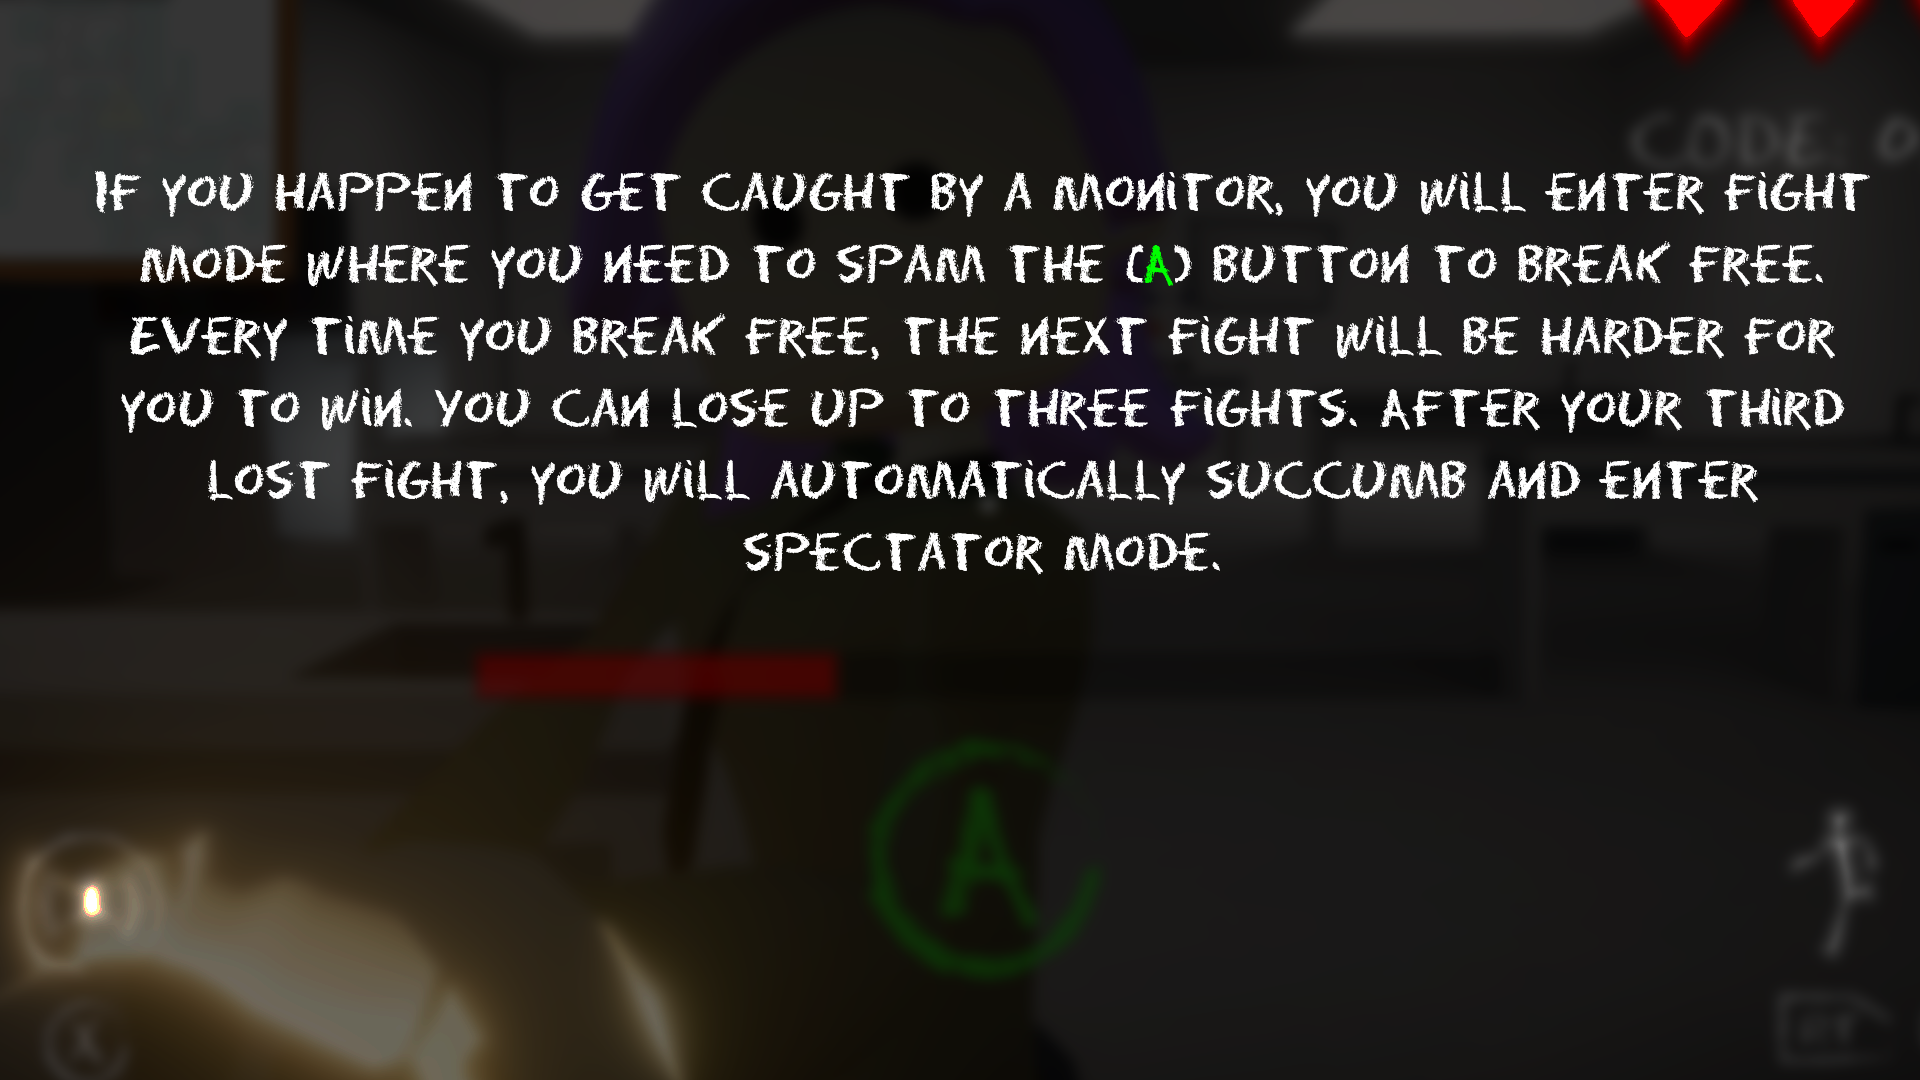 CODE: 0
IF YOU HAPPEN TO GET CAUGHT BY A MONITOR, YOU WILL ENTER FIGHT
MODE WHERE YOU NEED TO SPAM THE (A) BUTTON TO BREAK FREE.
EVERY TIME YOU BREAK FREE, THE NEXT FIGHT WILL BE HARDER FOR
YOU TO WIN. YOU CAN LOSE UP TO THREE FIGHTS. AFTER YOUR THIRD
LOST FIGHT, YOU WILL AUTOMATICALLY SUCCUMB AND ENTER
SPECTATOR MODE.
A
X